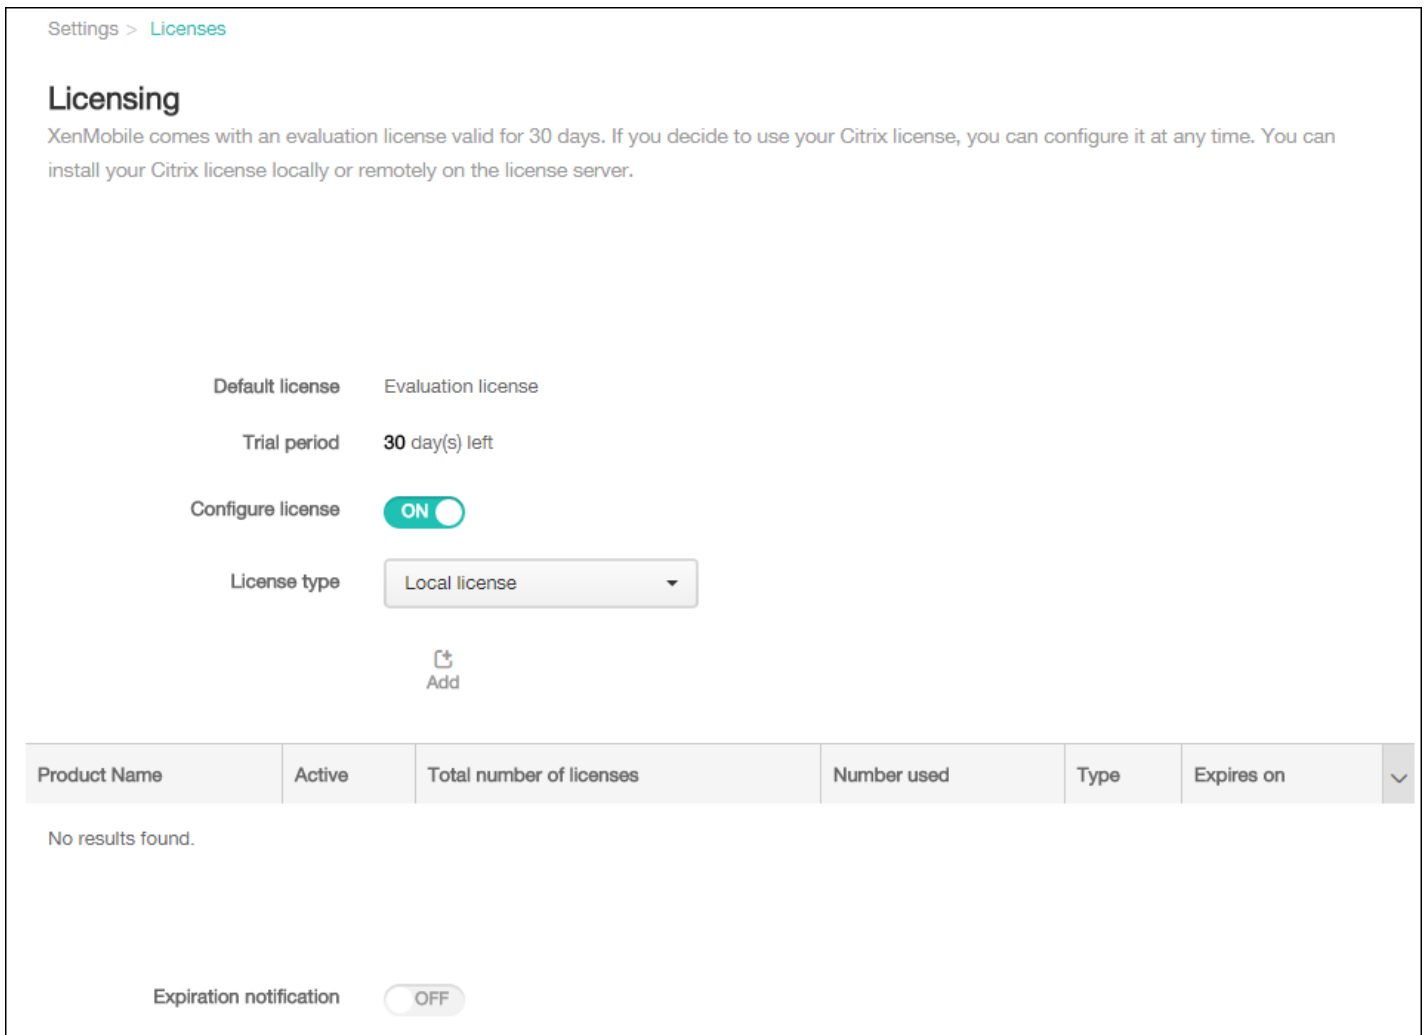 Settings > Licenses
Licensing
XenMobile comes with an evaluation license valid for 30 days. If you decide to use your Citrix license, you can configure it at any time. You can
install your Citrix license locally or remotely on the license server.
Default license Evaluation license
Trial period 30 day(s) left
Configure license ON
License type Local license
Add
Product Name Active Total number of licenses Number used Type Expires on
No results found.
Expiration notification OFF